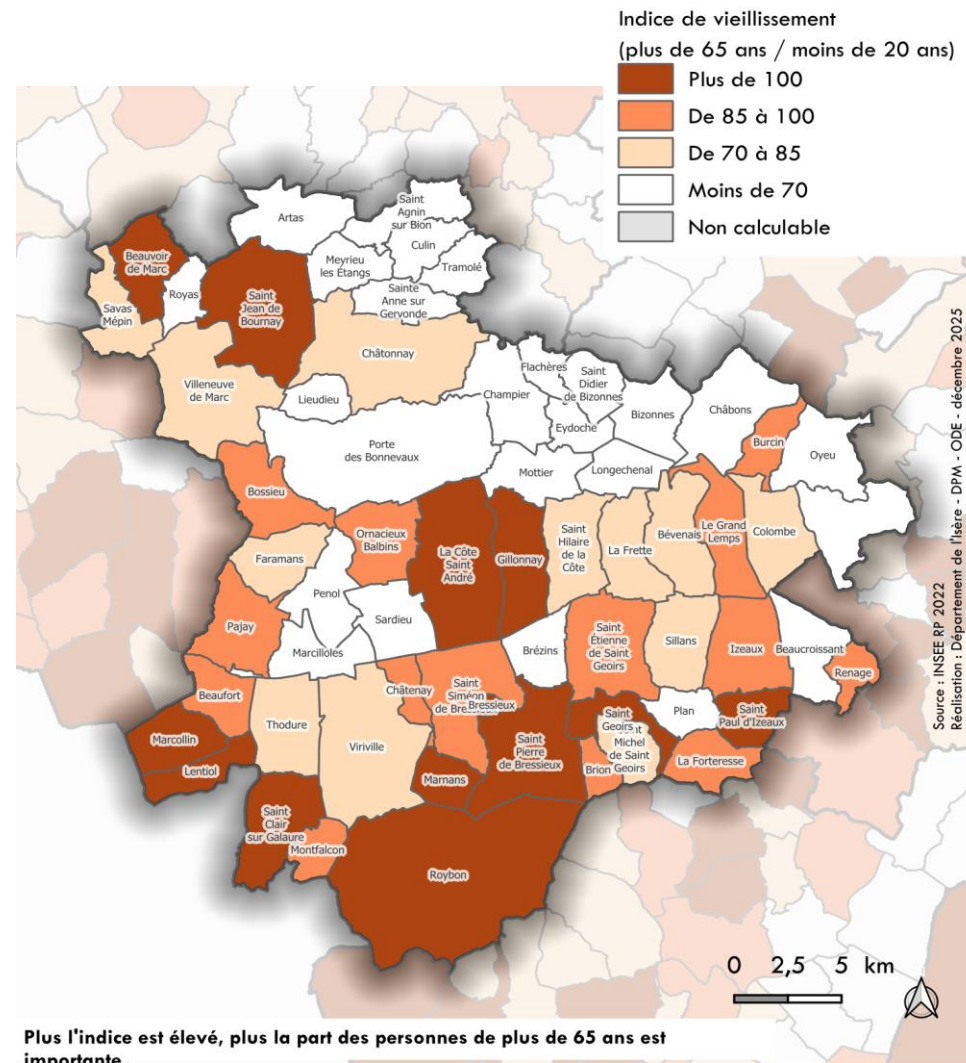 Indice de vieillissement
(plus de 65 ans / moins de 20 ans)
Plus de 100
De 85 à 100
De 70 à 85
Moins de 70
Non calculable
Artas
Saint
Agnin
sur Bion
Culin
Meyrieu
les Étangs
Tramolé
Sainte
Anne sur
Gervonde
Beauvoir
de Marc
Royas
Saint
Jean de
Bournay
Savas
Mépin
Châtonnay
Villeneuve
de Marc
Lieudieu
Champier
Flachères
Saint
Didier
de Bizonnes
Eydoche
Bizonnes
Châbons
Burcin
Oyeu
Porte
des Bonnevaux
Mottier
Longechenal
Bossieu
Ornacieux
Balbins
La Côte
Saint
André
Gillonnay
Saint
Hilaire
de la
Côte
La Frette
Bévenais
Le Grand
Lemps
Colombe
Faramans
Penol
Sardieu
Pajay
Marcilloles
Brézins
Saint
Étienne
de Saint
Geoirs
Sillans
Izeaux
Beaucroissant
Renage
Beaufort
Thodure
Viriville
Châtenay
Saint
Siméon
de Bressieux
Bressieux
Saint
Geoirs
Plan
Saint
Paul d'Izeaux
Marcollin
Lentiol
Marnans
Saint
Pierre
de Bressieux
Brion
Saint
Michel
de Saint
Geoirs
La Forteresse
Saint
Clair
sur Galaure
Montfalcon
Roybon
0 2,5 5 km
Source : INSEE RP 2022
Réalisation : Département de l'Isère - DPM - ODE - décembre 2025
Plus l'indice est élevé, plus la part des personnes de plus de 65 ans est
importante